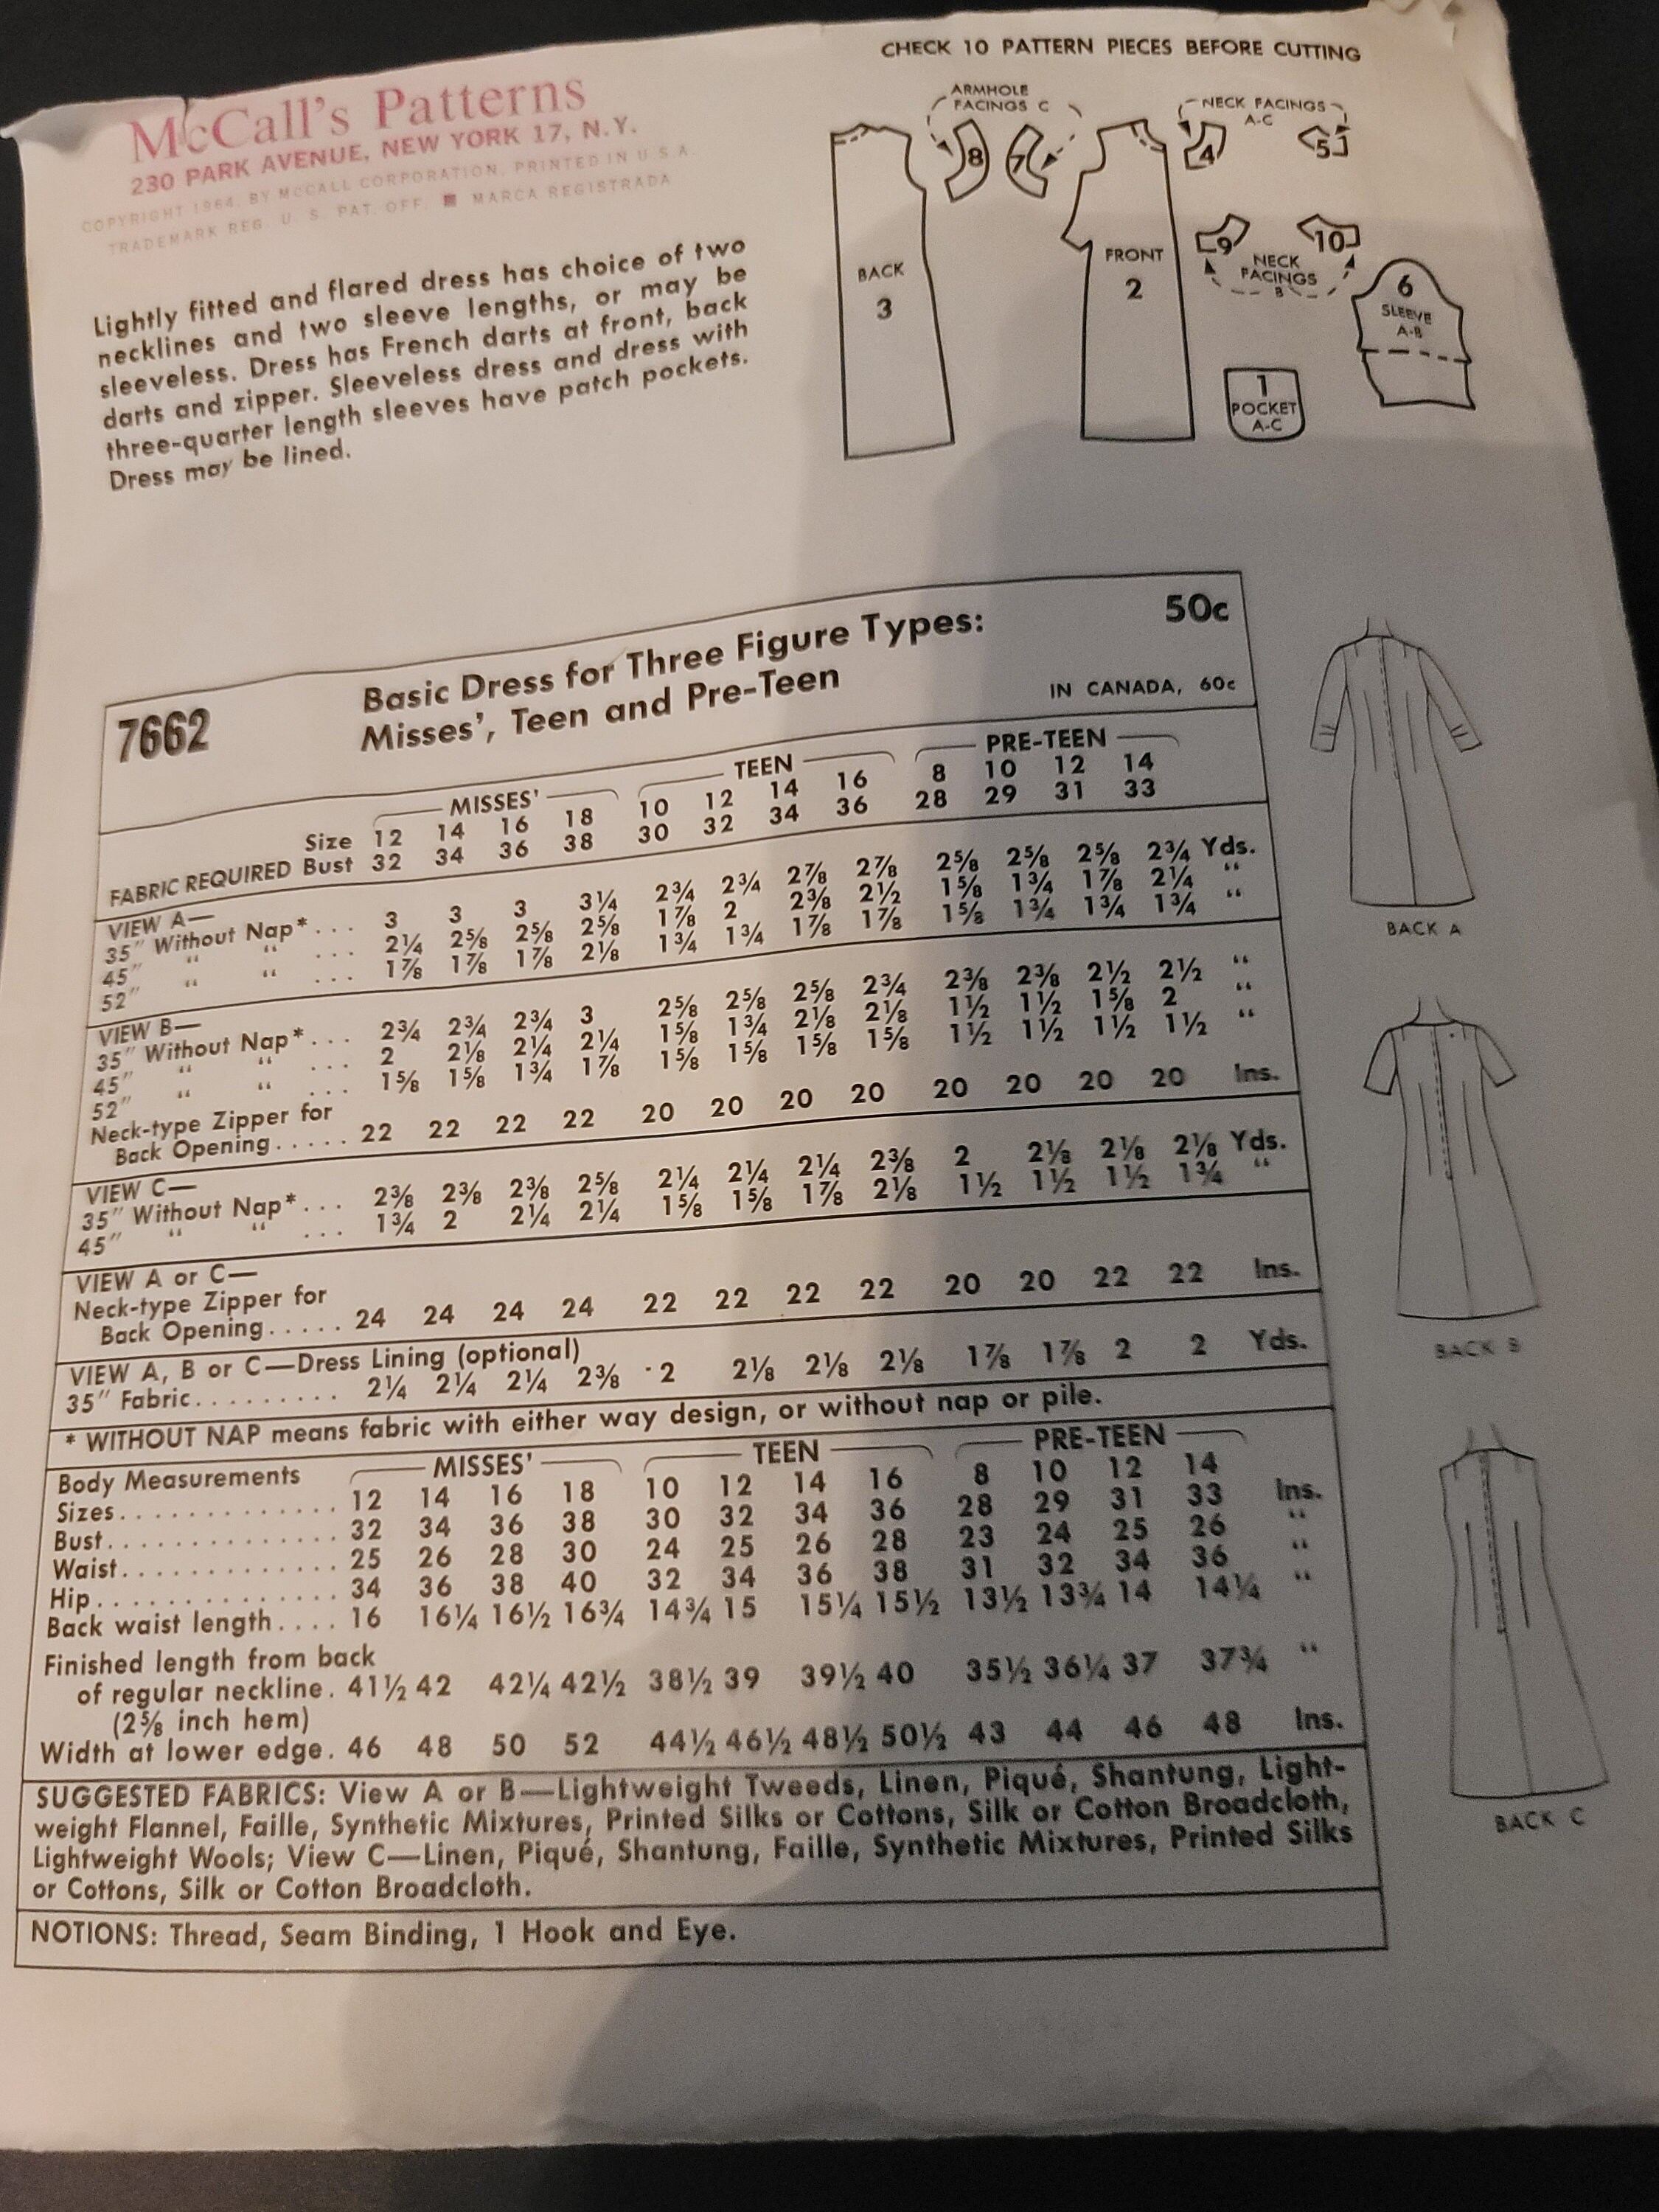 McCall's Patterns
230 PARK AVENUE, NEW YORK 17, N.Y.
COPYRIGHT 1964, BY McCALL CORPORATION, PRINTED IN U.S.A.
TRADEMARK REG. U. S. PAT. OFF. ■ MARCA REGISTRADA
Lightly fitted and flared dress has choice of two
necklines and two sleeve lengths, or may be
sleeveless. Dress has French darts at front, back
darts and zipper. Sleeveless dress and dress with
three-quarter length sleeves have patch pockets.
Dress may be lined.
CHECK 10 PATTERN PIECES BEFORE CUTTING
ARMHOLE
FACINGS C
8
7
NECK FACINGS
A-C
4
5
BACK
3
FRONT
2
9
10
NECK
FACINGS
B
6
SLEEVE
A-B
1
POCKET
A-C
7662
Basic Dress for Three Figure Types:
Misses', Teen and Pre-Teen
50c
IN CANADA, 60c
MISSES' TEEN PRE-TEEN
Size 12 14 16 18 10 12 14 16 8 10 12 14
FABRIC REQUIRED Bust 32 34 36 38 30 32 34 36 28 29 31 33
VIEW A—
35" Without Nap* . . . 3 3 3 3¼ 2¾ 2¾ 2⅞ 2⅞ 2⅝ 2⅝ 2⅝ 2¾ Yds.
45" " " . . . 2¼ 2⅝ 2⅝ 2⅝ 1⅞ 2 2⅜ 2½ 1⅝ 1¾ 1⅞ 2¼ "
52" " " . . . 1⅞ 1⅞ 1⅞ 2⅛ 1¾ 1¾ 1⅞ 1⅞ 1⅝ 1¾ 1¾ 1¾ "
VIEW B—
35" Without Nap* . . . 2¾ 2¾ 2¾ 3 2⅝ 2⅝ 2⅝ 2¾ 2⅜ 2⅜ 2½ 2½ "
45" " " . . . 2 2⅛ 2¼ 2¼ 1⅝ 1¾ 2⅛ 2⅛ 1½ 1½ 1⅝ 2 "
52" " " . . . 1⅝ 1⅝ 1¾ 1⅞ 1⅝ 1⅝ 1⅝ 1⅝ 1½ 1½ 1½ 1½ "
Neck-type Zipper for
Back Opening . . . . . 22 22 22 22 20 20 20 20 20 20 20 20 Ins.
VIEW C—
35" Without Nap* . . . 2⅜ 2⅜ 2⅜ 2⅝ 2¼ 2¼ 2¼ 2⅜ 2 2⅛ 2⅛ 2⅛ Yds.
45" " " . . . 1¾ 2 2¼ 2¼ 1⅝ 1⅝ 1⅞ 2⅛ 1½ 1½ 1½ 1¾ "
VIEW A or C—
Neck-type Zipper for
Back Opening . . . . . 24 24 24 24 22 22 22 22 20 20 22 22 Ins.
VIEW A, B or C—Dress Lining (optional)
35" Fabric . . . . . . . . . 2¼ 2¼ 2¼ 2⅜ 2 2⅛ 2⅛ 2⅛ 1⅞ 1⅞ 2 2 Yds.
* WITHOUT NAP means fabric with either way design, or without nap or pile.
Body Measurements MISSES' TEEN PRE-TEEN
Sizes . . . . . . . . . . . . . 12 14 16 18 10 12 14 16 8 10 12 14
Bust . . . . . . . . . . . . . . 32 34 36 38 30 32 34 36 28 29 31 33 Ins.
Waist . . . . . . . . . . . . . 25 26 28 30 24 25 26 28 23 24 25 26 "
Hip . . . . . . . . . . . . . . . 34 36 38 40 32 34 36 38 31 32 34 36 "
Back waist length . . . . 16 16¼ 16½ 16¾ 14¾ 15 15¼ 15½ 13½ 13¾ 14 14¼ "
Finished length from back
of regular neckline . 41½ 42 42¼ 42½ 38½ 39 39½ 40 35½ 36¼ 37 37¾ "
(2⅝ inch hem)
Width at lower edge . 46 48 50 52 44½ 46½ 48½ 50½ 43 44 46 48 Ins.
SUGGESTED FABRICS: View A or B—Lightweight Tweeds, Linen, Piqué, Shantung, Light-
weight Flannel, Faille, Synthetic Mixtures, Printed Silks or Cottons, Silk or Cotton Broadcloth,
Lightweight Wools; View C—Linen, Piqué, Shantung, Faille, Synthetic Mixtures, Printed Silks
or Cottons, Silk or Cotton Broadcloth.
NOTIONS: Thread, Seam Binding, 1 Hook and Eye.
BACK A
BACK B
BACK C